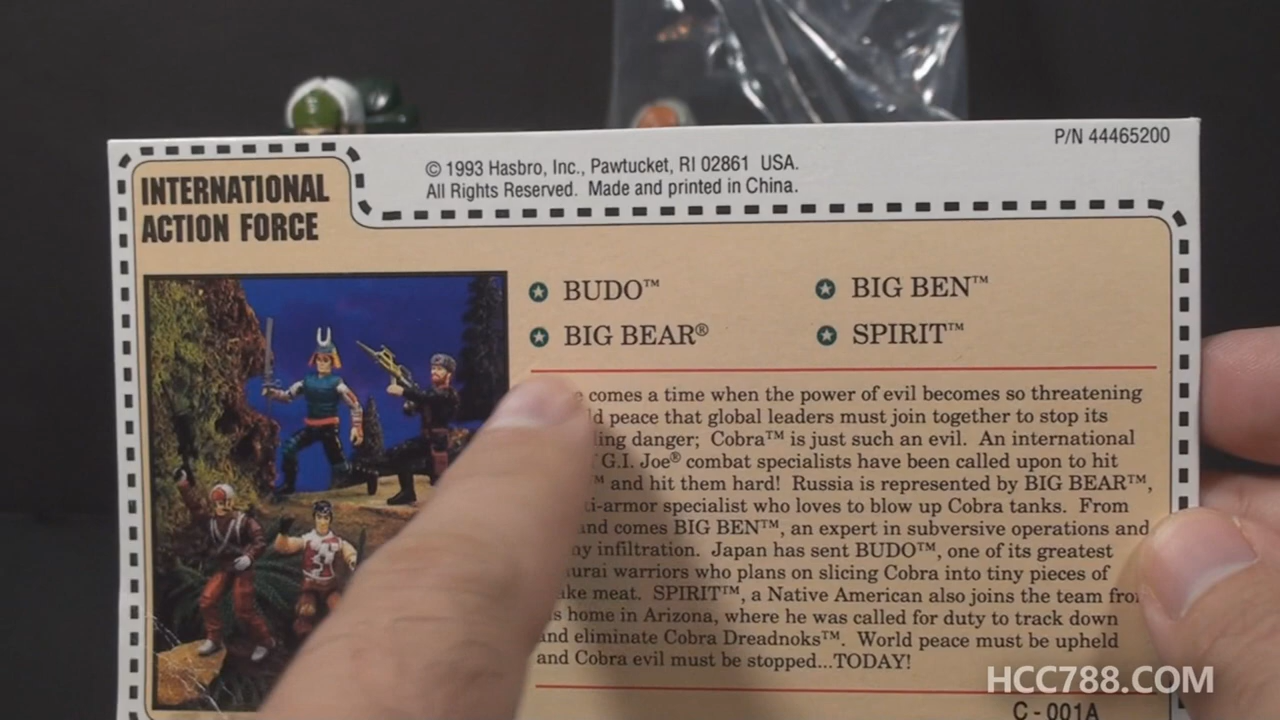 P/N 44465200
© 1993 Hasbro, Inc., Pawtucket, RI 02861 USA.
All Rights Reserved. Made and printed in China.
INTERNATIONAL
ACTION FORCE
BUDO™
BIG BEAR®
BIG BEN™
SPIRIT™
comes a time when the power of evil becomes so threatening
peace that global leaders must join together to stop its
danger; Cobra™ is just such an evil. An international
G.I. Joe® combat specialists have been called upon to hit
™ and hit them hard! Russia is represented by BIG BEAR™,
specialist who loves to blow up Cobra tanks. From
comes BIG BEN™, an expert in subversive operations and
infiltration. Japan has sent BUDO™, one of its greatest
warriors who plans on slicing Cobra into tiny pieces of
meat. SPIRIT™, a Native American also joins the team
home in Arizona, where he was called for duty to track down
and eliminate Cobra Dreadnoks™. World peace must be upheld
and Cobra evil must be stopped...TODAY!
C - 001A
HCC788.COM